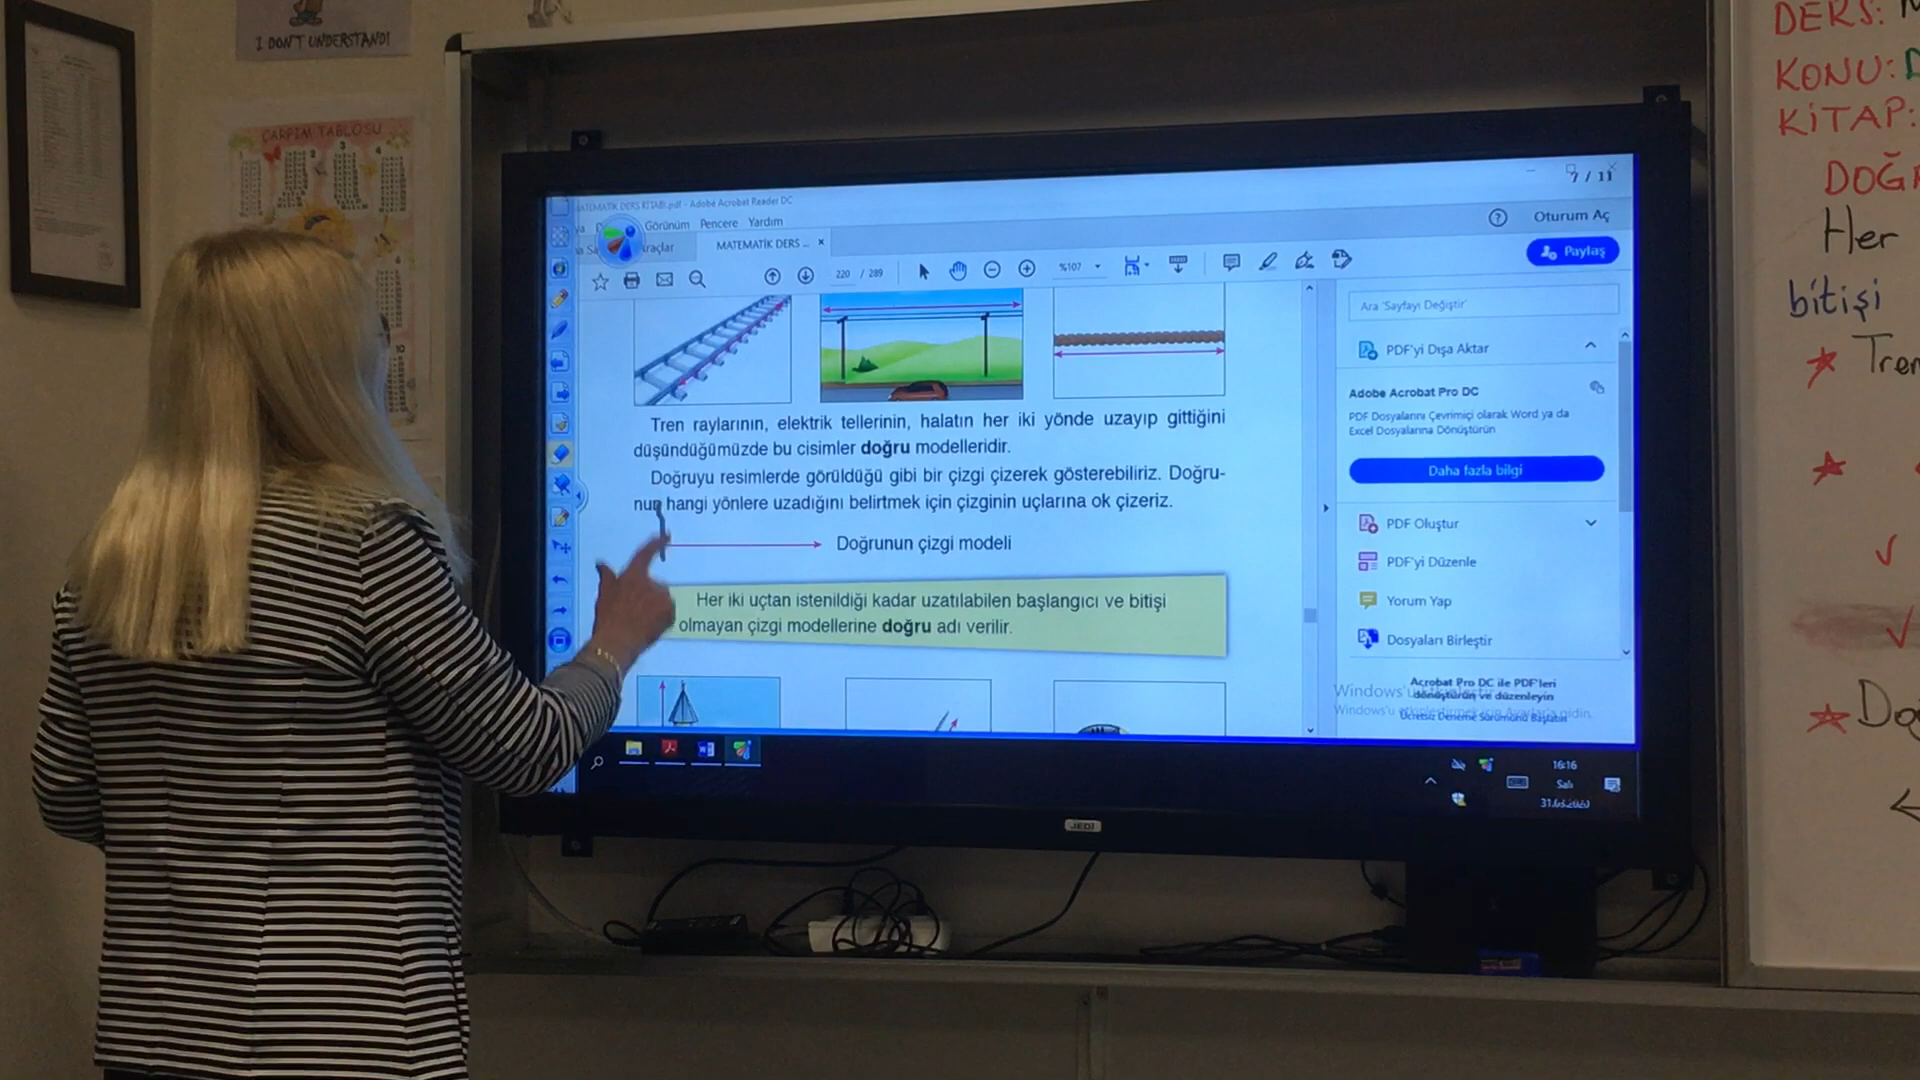 I DON'T UNDERSTAND!
ÇARPIM TABLOSU
MATEMATİK DERS KİTABI.pdf - Adobe Acrobat Reader DC
7 / 11
Görünüm Pencere Yardım
Oturum Aç
MATEMATİK DERS ... ×
220 / 289
%107
Paylaş
Ara 'Sayfayı Değiştir'
PDF'yi Dışa Aktar
Adobe Acrobat Pro DC
PDF Dosyalarını Çevrimiçi olarak Word ya da
Excel Dosyalarına Dönüştürün
Daha fazla bilgi
PDF Oluştur
PDF'yi Düzenle
Yorum Yap
Dosyaları Birleştir
Acrobat Pro DC ile PDF'leri
dönüştürün ve düzenleyin
Ücretsiz Deneme Sürümünü Başlatın
Tren raylarının, elektrik tellerinin, halatın her iki yönde uzayıp gittiğini
düşündüğümüzde bu cisimler doğru modelleridir.
Doğruyu resimlerde görüldüğü gibi bir çizgi çizerek gösterebiliriz. Doğru-
nun hangi yönlere uzadığını belirtmek için çizginin uçlarına ok çizeriz.
Doğrunun çizgi modeli
Her iki uçtan istenildiği kadar uzatılabilen başlangıcı ve bitişi
olmayan çizgi modellerine doğru adı verilir.
16:16
Salı
JEDI
DERS:
KONU:
KİTAP:
Her
bitişi